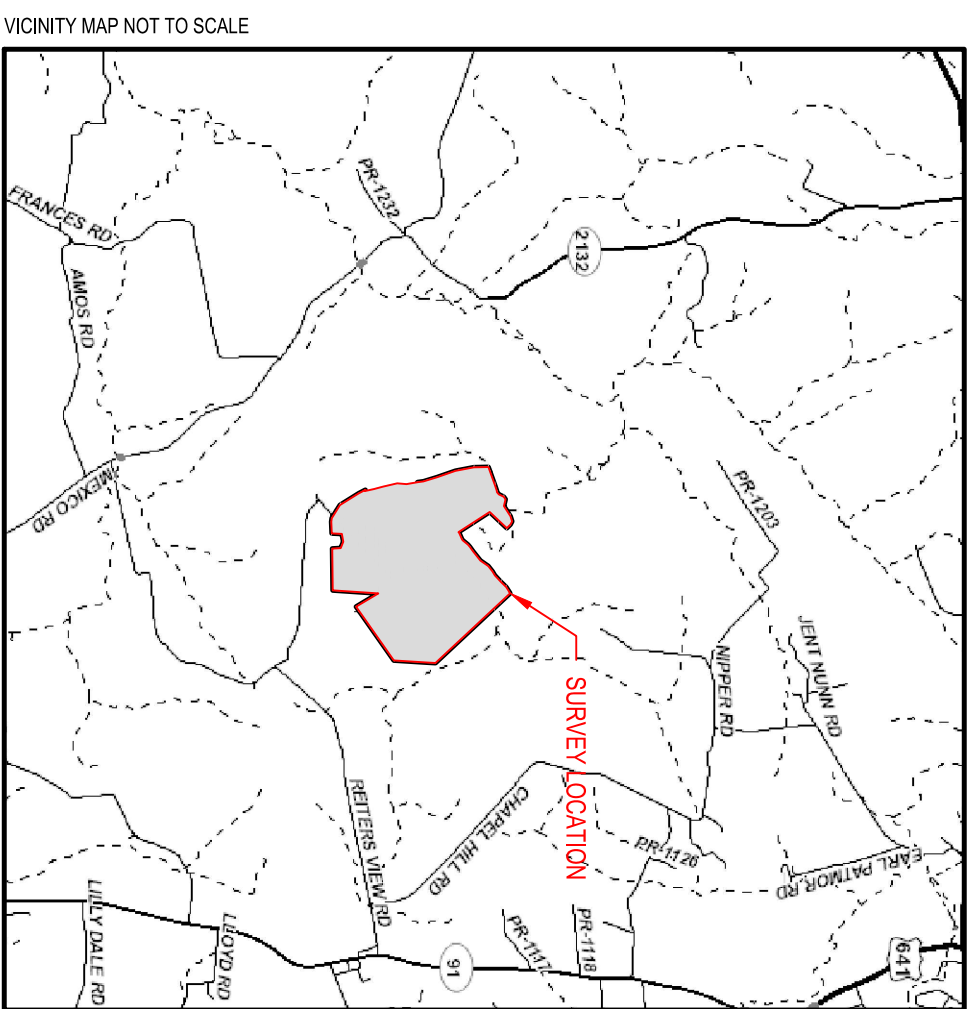 VICINITY MAP NOT TO SCALE
PR-1232
FRANCES RD
2132
AMOS RD
MEXICO RD
PR-1203
JENT NUNN RD
NIPPER RD
SURVEY LOCATION
REITERS VIEW RD
CHAPEL HILL RD
PR-1126
EARL PATMOR RD
LILLY DALE RD
LLOYD RD
PR-1117
PR-1118
91
641